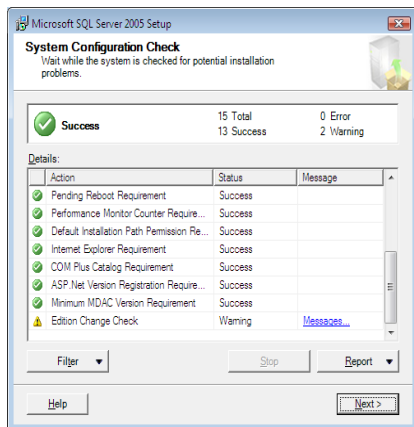 Microsoft SQL Server 2005 Setup
System Configuration Check
Wait while the system is checked for potential installation
problems.
Success
15 Total 0 Error
13 Success 2 Warning
Details:
Action Status Message
Pending Reboot Requirement Success
Performance Monitor Counter Require... Success
Default Installation Path Permission Re... Success
Internet Explorer Requirement Success
COM Plus Catalog Requirement Success
ASP.Net Version Registration Require... Success
Minimum MDAC Version Requirement Success
Edition Change Check Warning Messages...
Filter Stop Report
Help Next >